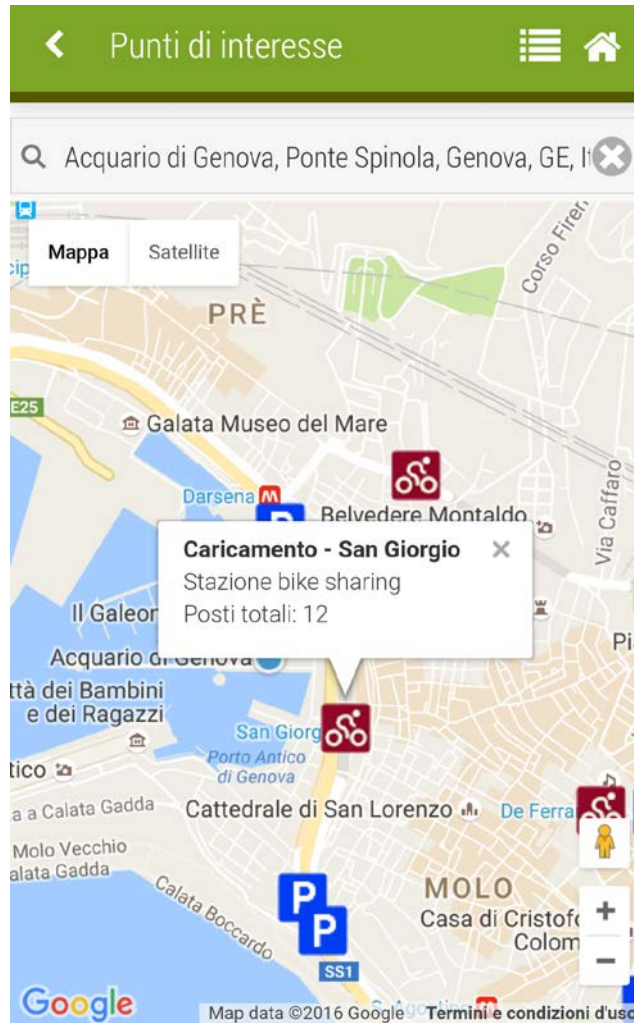 Punti di interesse
Acquario di Genova, Ponte Spinola, Genova, GE, It
Mappa
Satellite
Corso Firen
PRÈ
E25
Galata Museo del Mare
Via Caffaro
Darsena M
P
Belvedere Montaldo
Caricamento - San Giorgio
Stazione bike sharing
Posti totali: 12
Il Galeor
Acquario di Genova
ttà dei Bambini
e dei Ragazzi
Pi
San Giorg
Porto Antico
di Genova
tico
a a Calata Gadda
Cattedrale di San Lorenzo
De Ferra
Molo Vecchio
alata Gadda
Calata Boccardo
P
P
MOLO
Casa di Cristofo
Colom
SS1
Google
Map data ©2016 Google
S. Agostino
Termini e condizioni d'uso